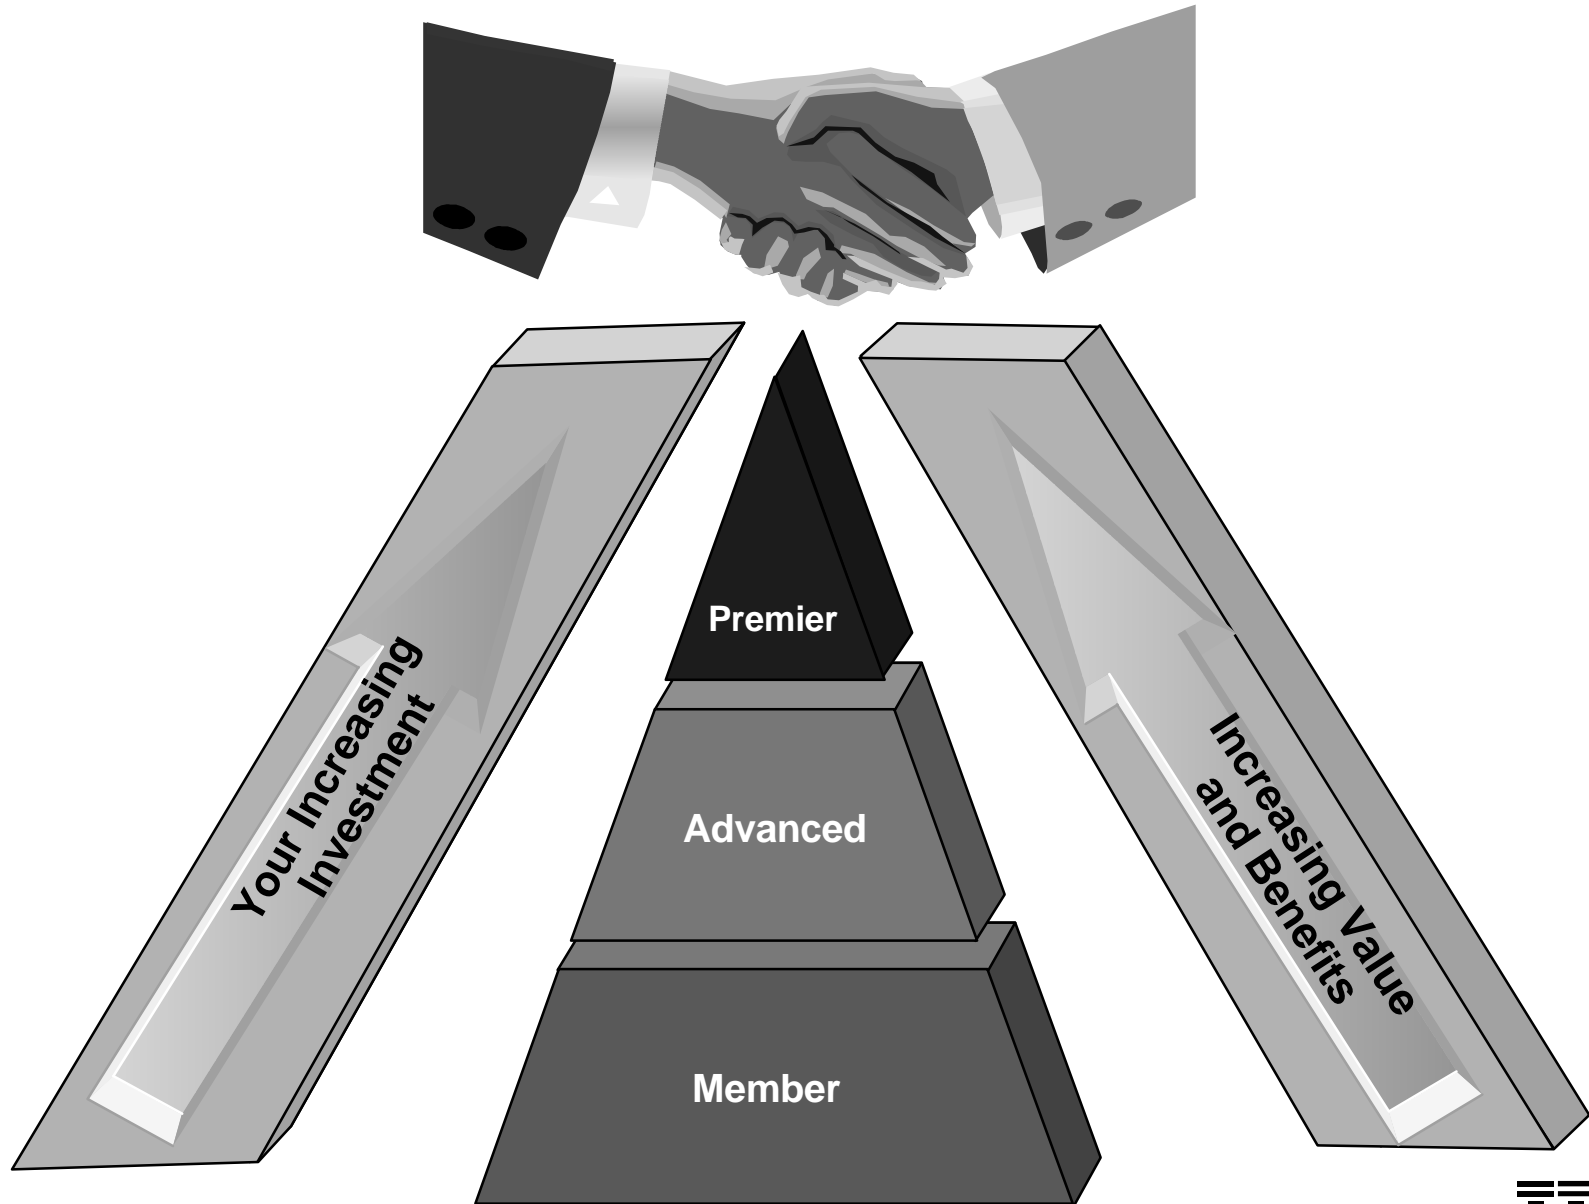 Premier
Your Increasing
Investment
Advanced
Increasing Value
and Benefits
Member